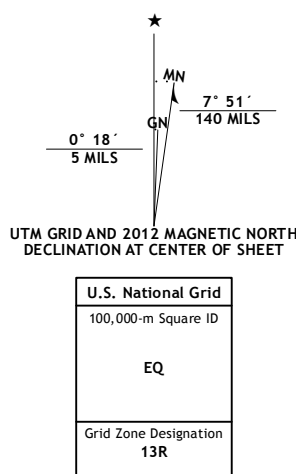 MN
GN
7° 51´
140 MILS
0° 18´
5 MILS
UTM GRID AND 2012 MAGNETIC NORTH
DECLINATION AT CENTER OF SHEET
U.S. National Grid
100,000-m Square ID
EQ
Grid Zone Designation
13R